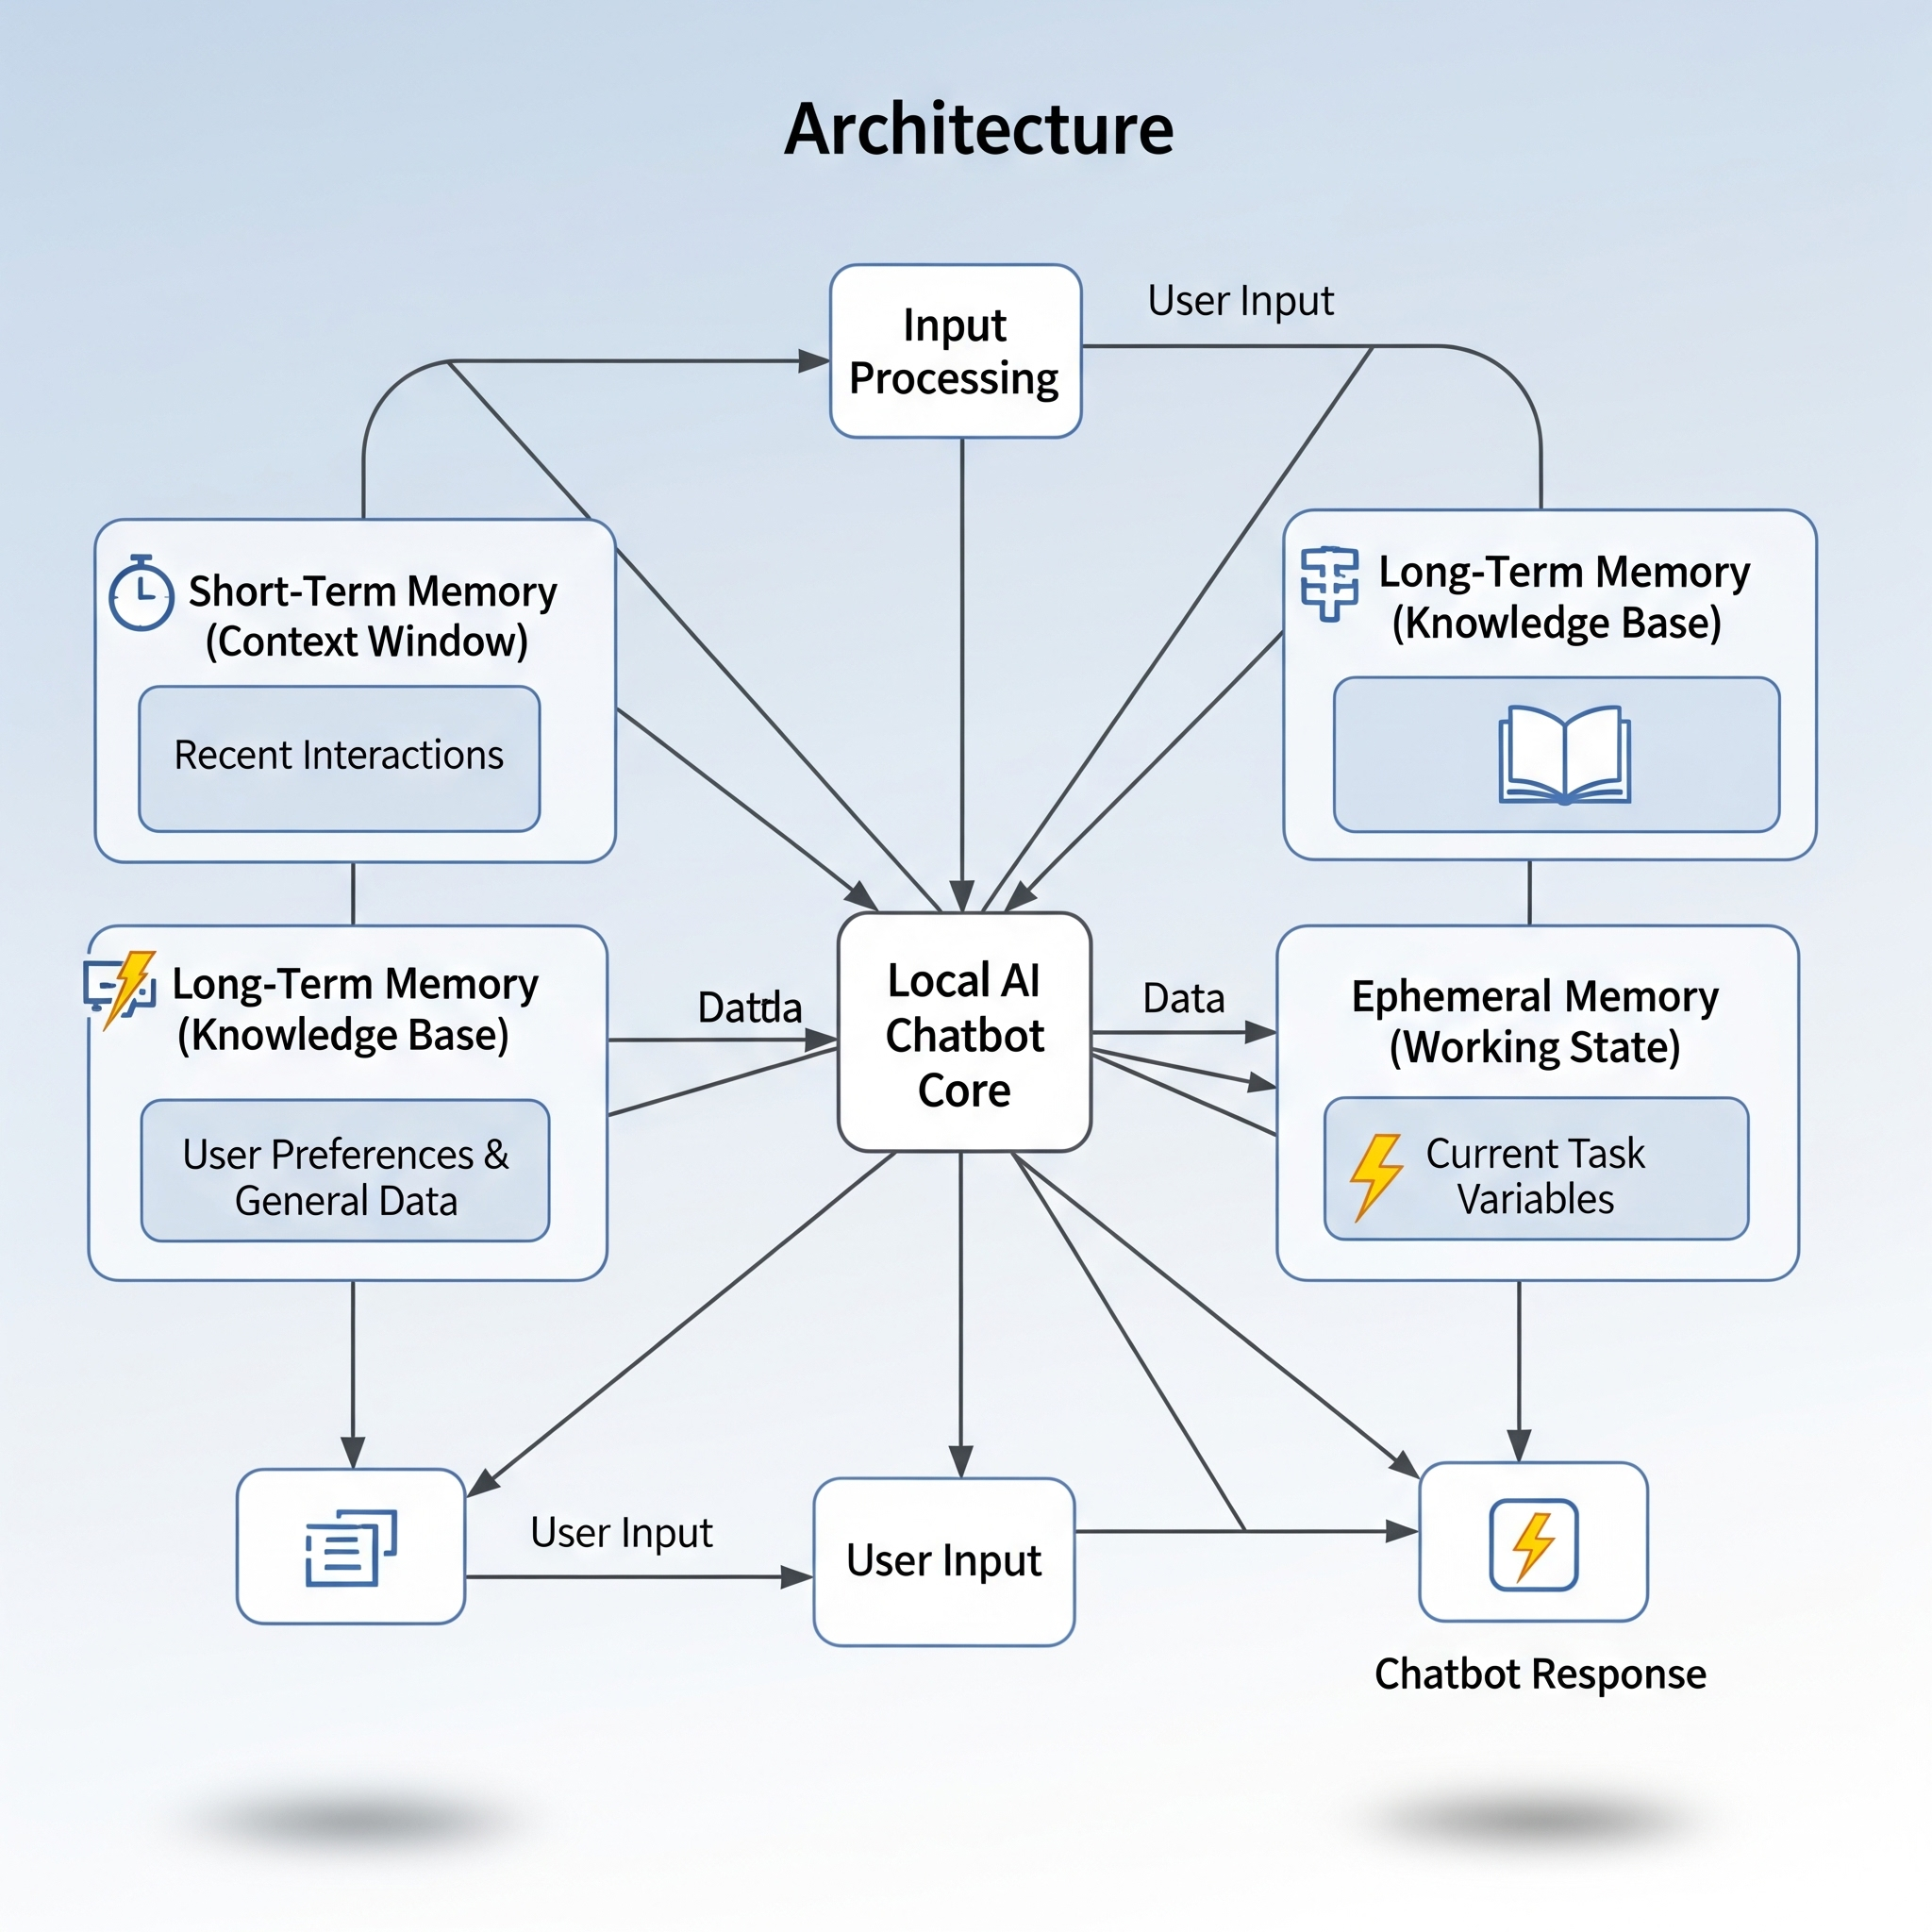 Architecture
Input
Processing
User Input
Short-Term Memory
(Context Window)
Recent Interactions
Long-Term Memory
(Knowledge Base)
Long-Term Memory
(Knowledge Base)
User Preferences &
General Data
Local AI
Chatbot
Core
Data
Ephemeral Memory
(Working State)
Current Task
Variables
User Input
User Input
Chatbot Response